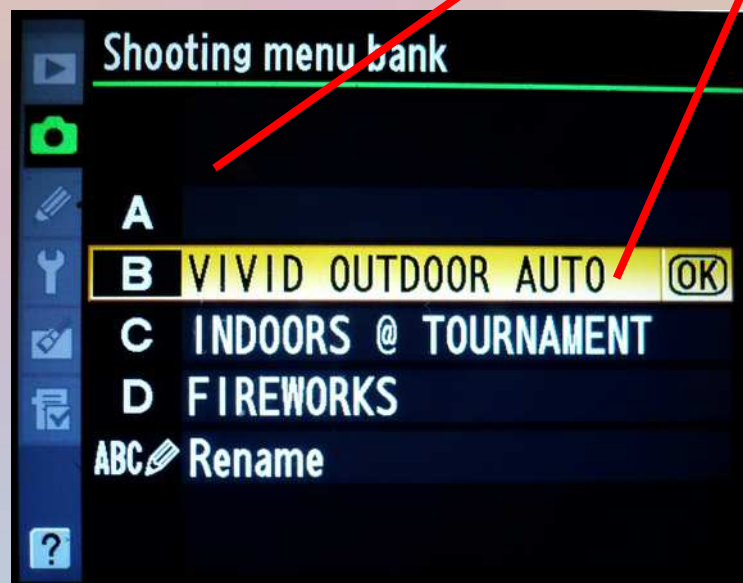 Shooting menu bank
A
B VIVID OUTDOOR AUTO OK
C INDOORS @ TOURNAMENT
D FIREWORKS
ABC Rename
?